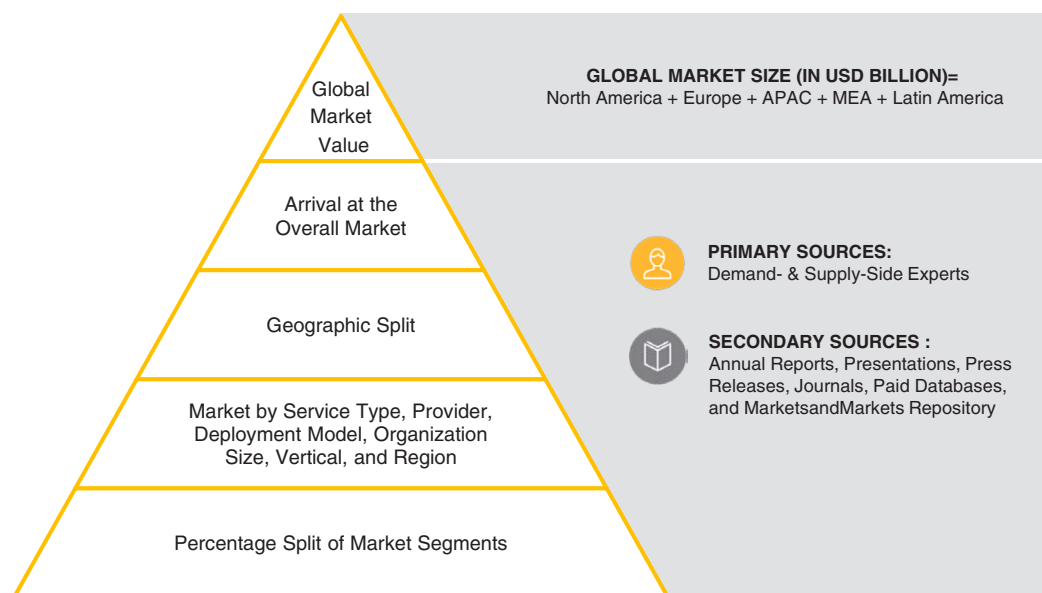 Global
Market
Value
GLOBAL MARKET SIZE (IN USD BILLION)=
North America + Europe + APAC + MEA + Latin America
Arrival at the
Overall Market
PRIMARY SOURCES:
Demand- & Supply-Side Experts
Geographic Split
SECONDARY SOURCES :
Annual Reports, Presentations, Press
Releases, Journals, Paid Databases,
and MarketsandMarkets Repository
Market by Service Type, Provider,
Deployment Model, Organization
Size, Vertical, and Region
Percentage Split of Market Segments